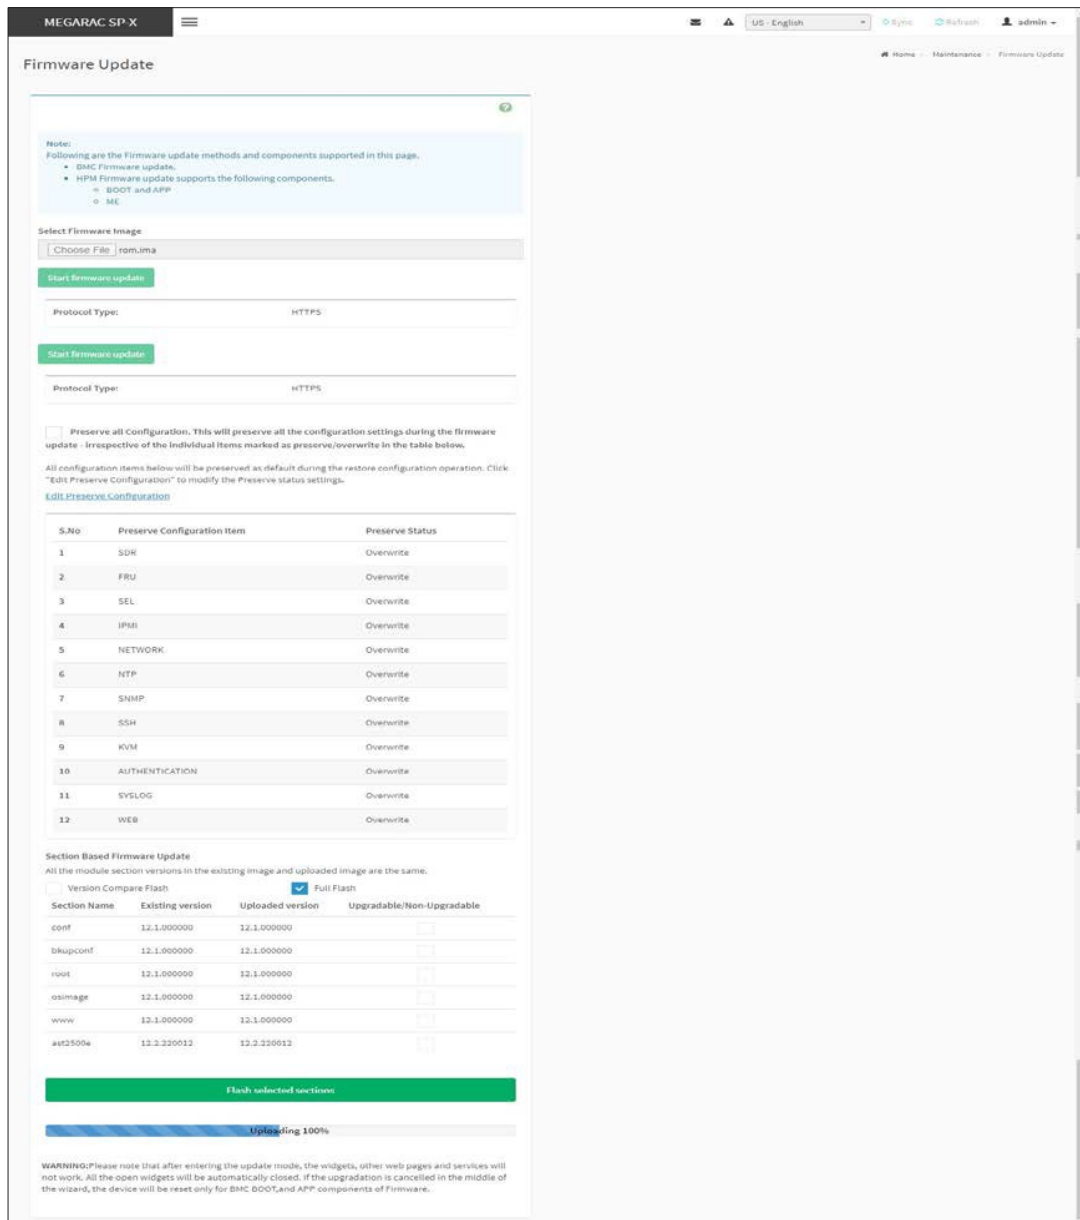 MEGARAC SP-X
US - English
Sync
Refresh
admin
Firmware Update
Home
Maintenance
Firmware Update
Note:
Following are the Firmware update methods and components supported in this page.
BMC Firmware update.
HPM Firmware update supports the following components.
BOOT and APP
ME
Select Firmware Image
Choose File rom.ima
Start firmware update
Protocol Type: HTTPS
Start firmware update
Protocol Type: HTTPS
Preserve all Configuration. This will preserve all the configuration settings during the firmware
update - irrespective of the individual items marked as preserve/overwrite in the table below.
All configuration items below will be preserved as default during the restore configuration operation. Click
"Edit Preserve Configuration" to modify the Preserve status settings.
Edit Preserve Configuration
S.No Preserve Configuration Item Preserve Status
1 SDR Overwrite
2 FRU Overwrite
3 SEL Overwrite
4 IPMI Overwrite
5 NETWORK Overwrite
6 NTP Overwrite
7 SNMP Overwrite
8 SSH Overwrite
9 KVM Overwrite
10 AUTHENTICATION Overwrite
11 SYSLOG Overwrite
12 WEB Overwrite
Section Based Firmware Update
All the module section versions in the existing image and uploaded image are the same.
Version Compare Flash Full Flash
Section Name Existing version Uploaded version Upgradable/Non-Upgradable
conf 12.1.000000 12.1.000000
bkupconf 12.1.000000 12.1.000000
root 12.1.000000 12.1.000000
osimage 12.1.000000 12.1.000000
www 12.1.000000 12.1.000000
ast2500e 12.2.220012 12.2.220012
Flash selected sections
Uploading 100%
WARNING:Please note that after entering the update mode, the widgets, other web pages and services will
not work. All the open widgets will be automatically closed. If the upgradation is cancelled in the middle of
the wizard, the device will be reset only for BMC BOOT,and APP components of Firmware.